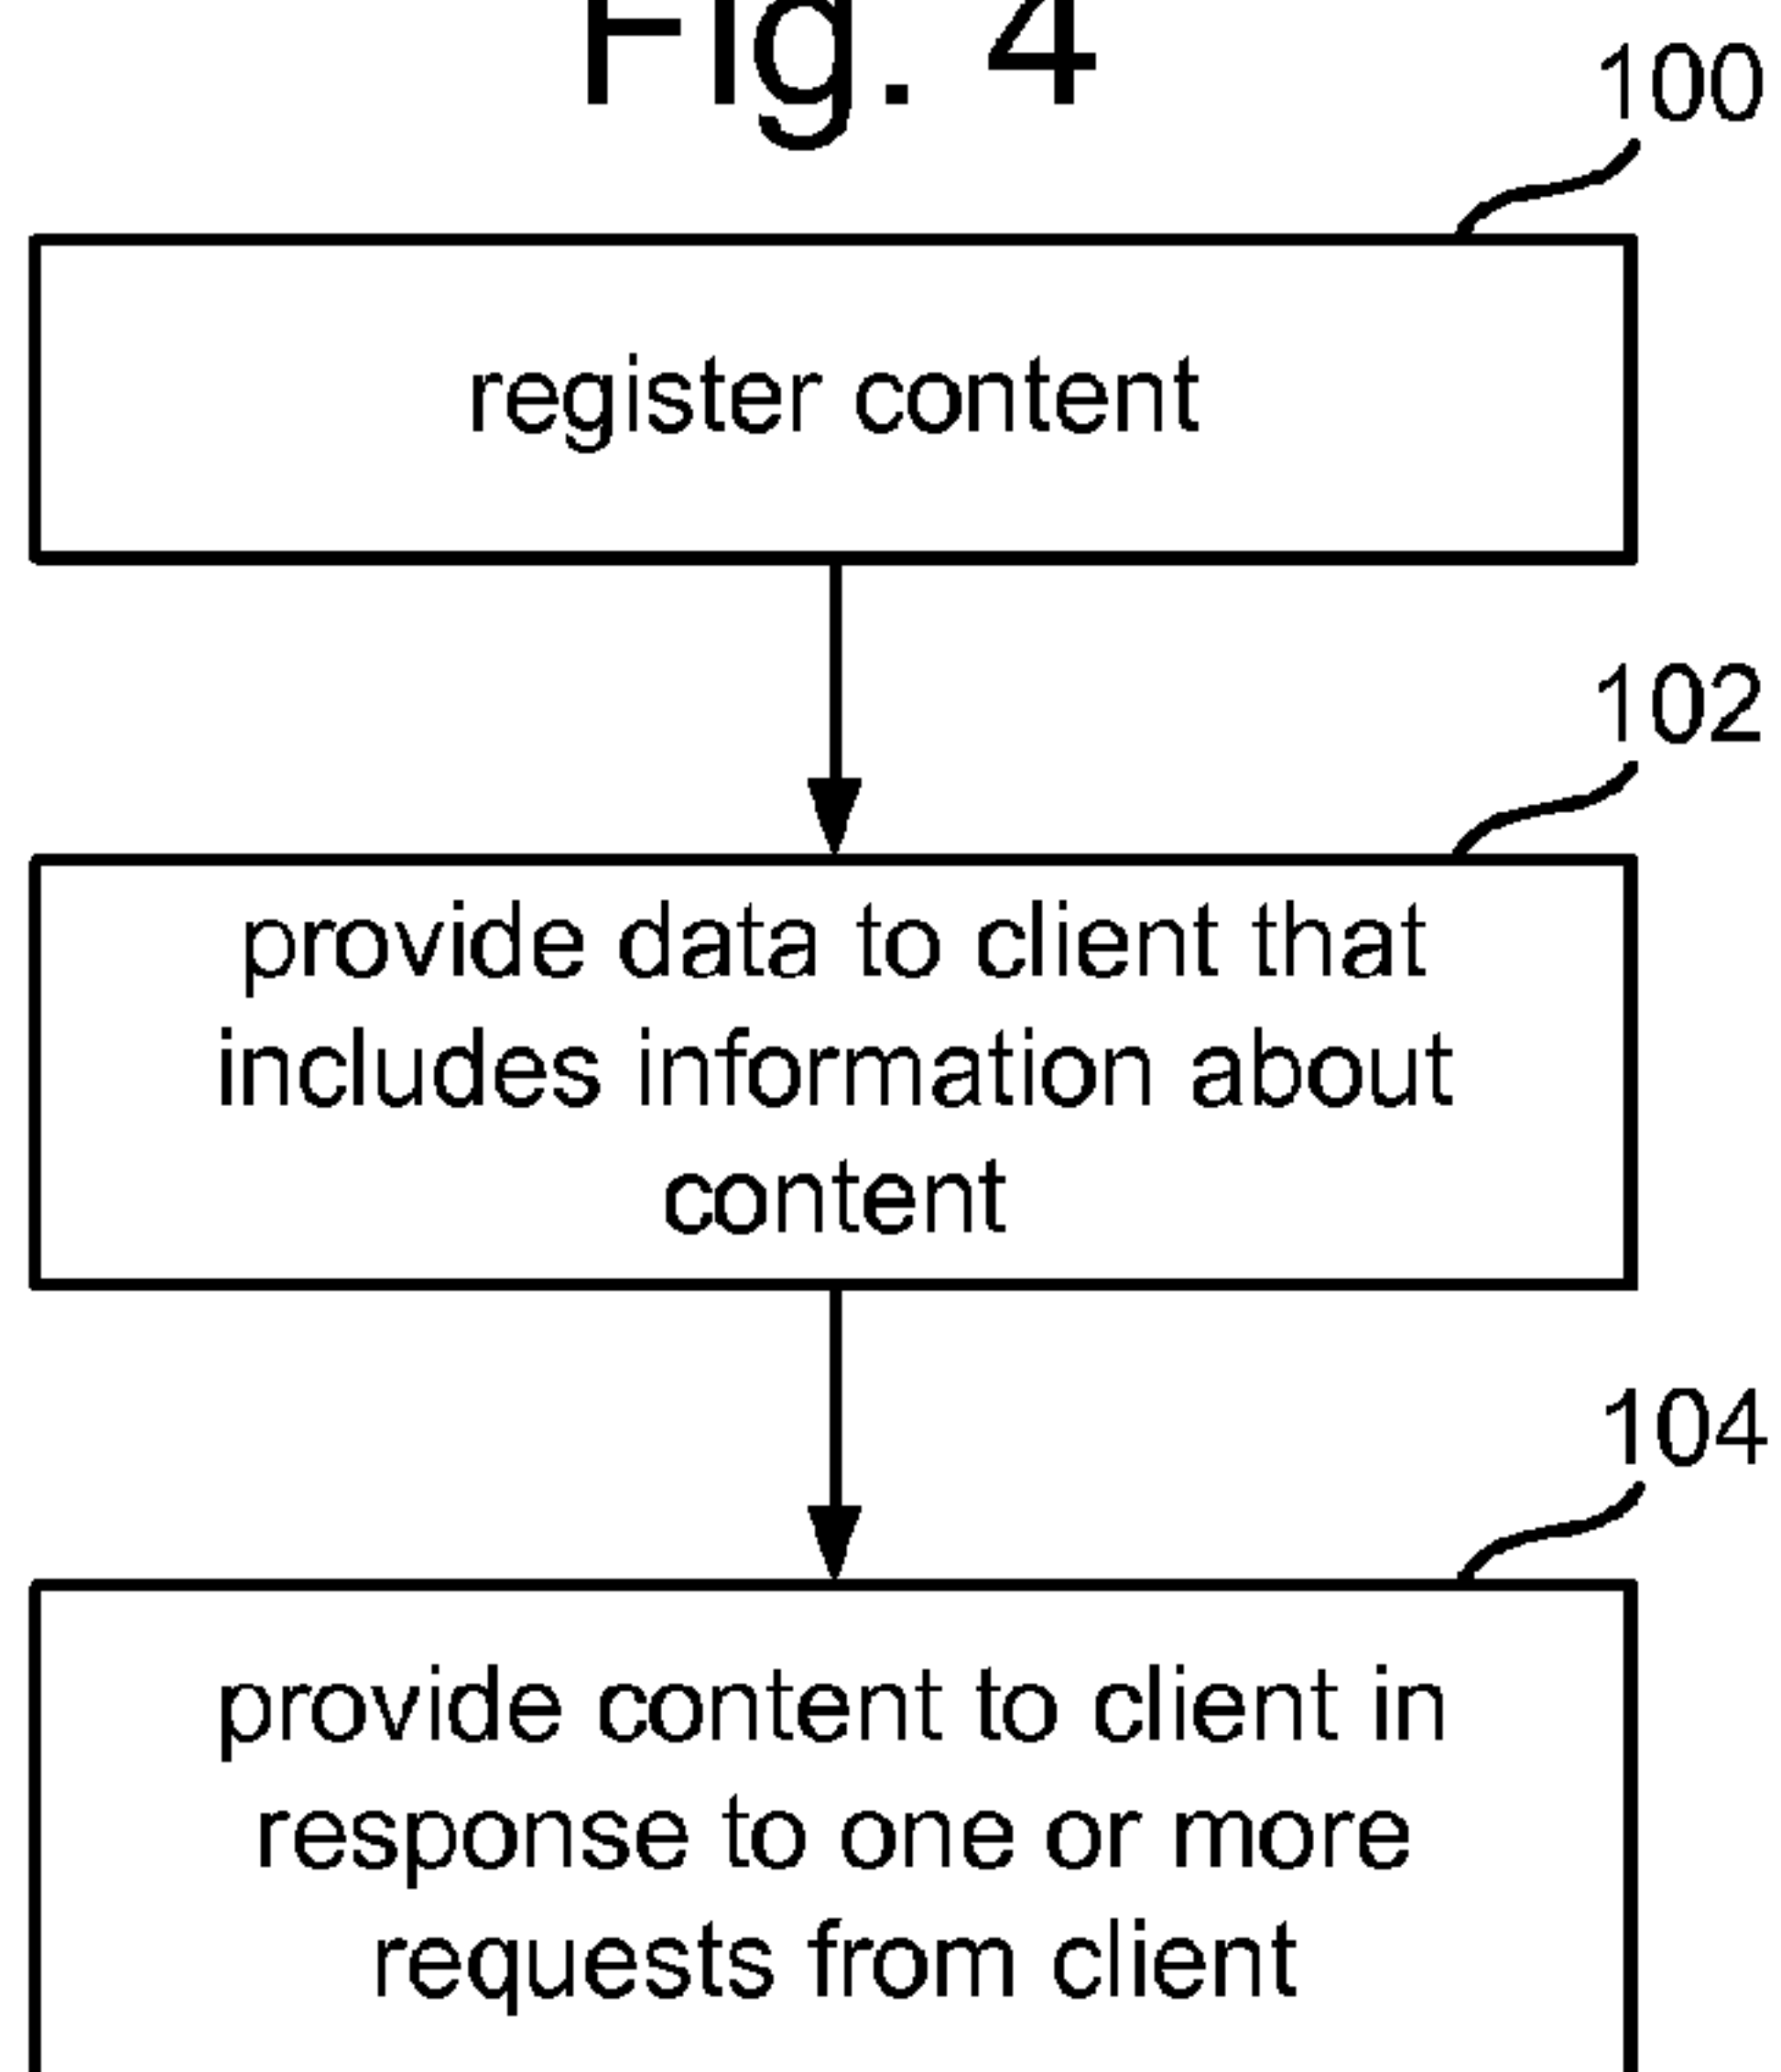 Fig. 4
100
register content
102
provide data to client that
includes information about
content
104
provide content to client in
response to one or more
requests from client